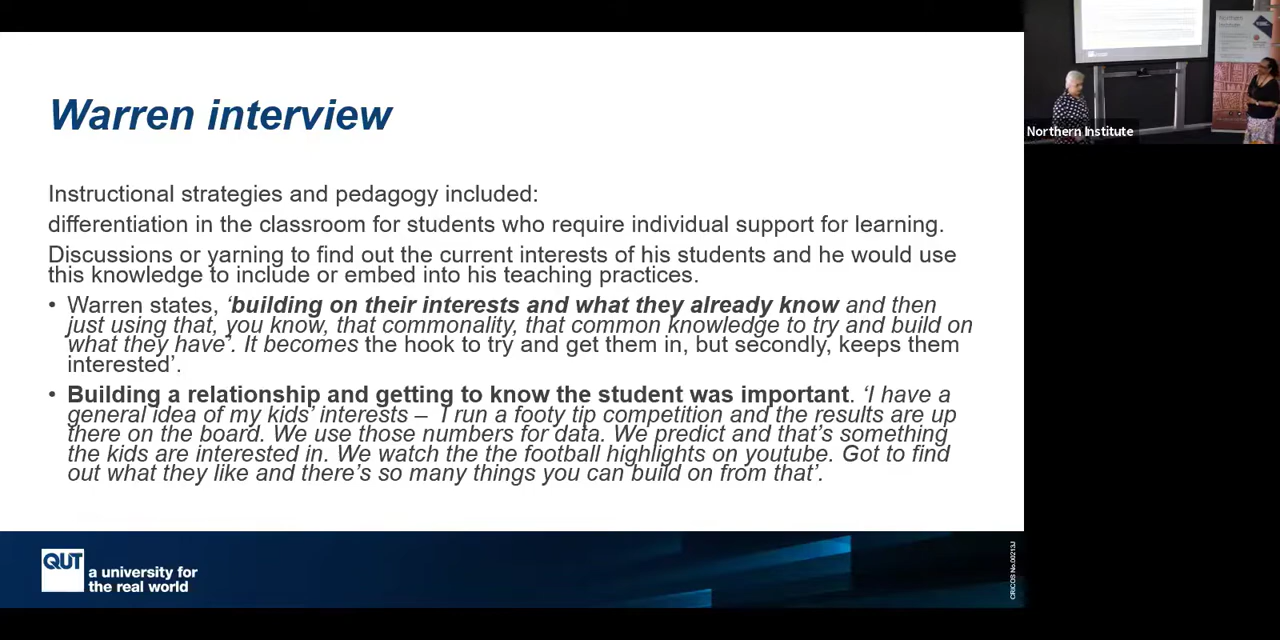 Warren interview
Instructional strategies and pedagogy included:
differentiation in the classroom for students who require individual support for learning.
Discussions or yarning to find out the current interests of his students and he would use
this knowledge to include or embed into his teaching practices.
• Warren states, ‘building on their interests and what they already know and then
just using that, you know, that commonality, that common knowledge to try and build on
what they have’. It becomes the hook to try and get them in, but secondly, keeps them
interested’.
• Building a relationship and getting to know the student was important. ‘I have a
general idea of my kids’ interests – I run a footy tip competition and the results are up
there on the board. We use those numbers for data. We predict and that’s something
the kids are interested in. We watch the the football highlights on youtube. Got to find
out what they like and there’s so many things you can build on from that’.
QUT
a university for
the real world
CRICOS No.00213J
Northern Institute